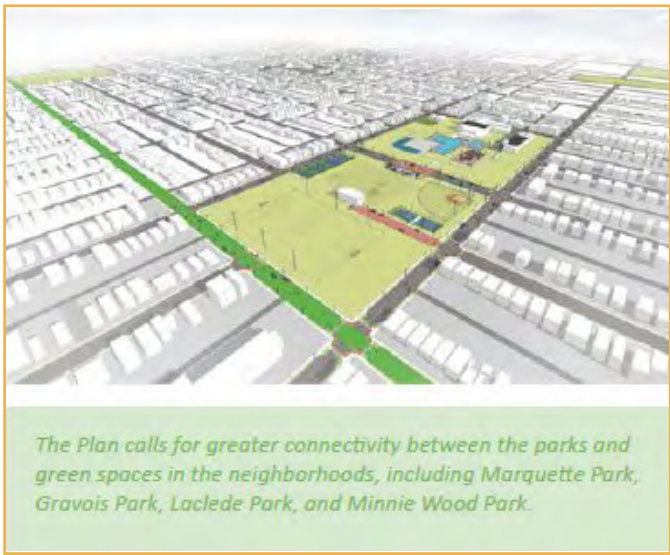 The Plan calls for greater connectivity between the parks and
green spaces in the neighborhoods, including Marquette Park,
Gravois Park, Laclede Park, and Minnie Wood Park.